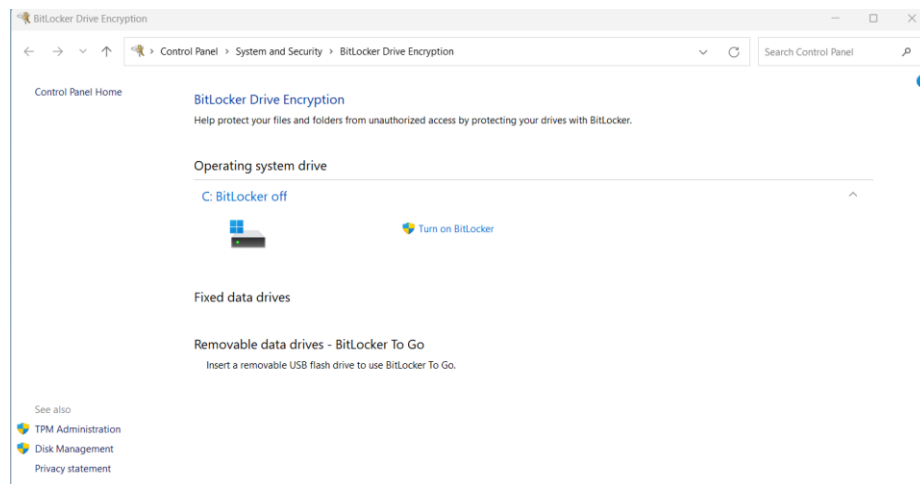 BitLocker Drive Encryption
Control Panel > System and Security > BitLocker Drive Encryption
Search Control Panel
Control Panel Home
BitLocker Drive Encryption
Help protect your files and folders from unauthorized access by protecting your drives with BitLocker.
Operating system drive
C: BitLocker off
Turn on BitLocker
Fixed data drives
Removable data drives - BitLocker To Go
Insert a removable USB flash drive to use BitLocker To Go.
See also
TPM Administration
Disk Management
Privacy statement